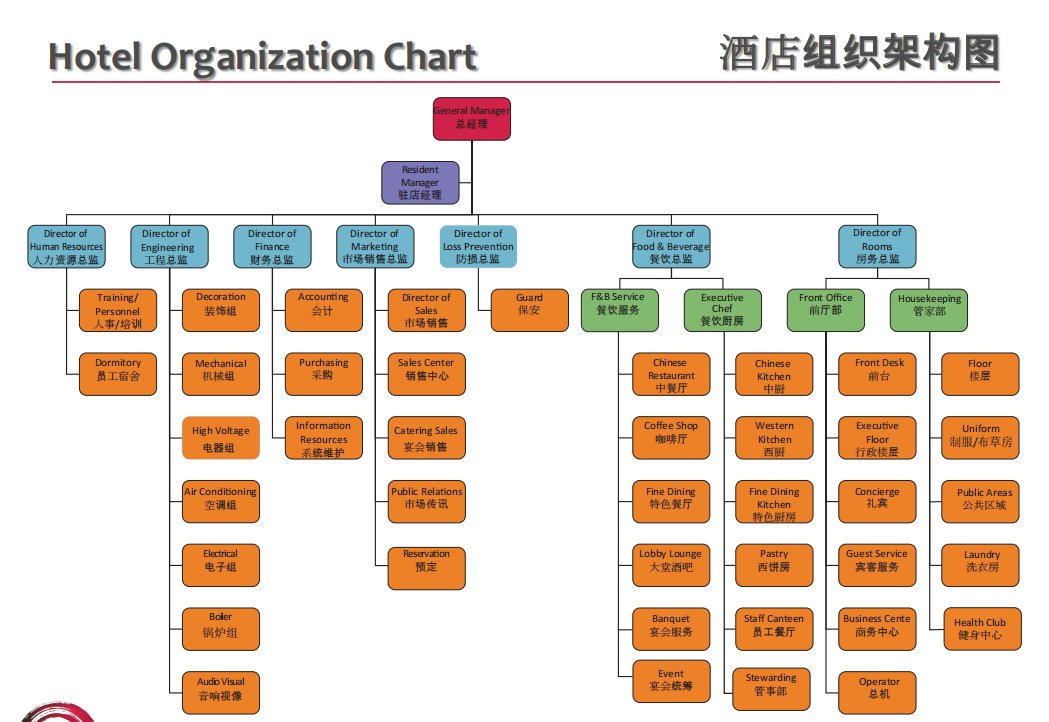 Hotel Organization Chart
酒店组织架构图
General Manager
总经理
Resident
Manager
驻店经理
Director of
Human Resources
人力资源总监
Director of
Engineering
工程总监
Director of
Finance
财务总监
Director of
Marketing
市场销售总监
Director of
Loss Prevention
防损总监
Director of
Food & Beverage
餐饮总监
Director of
Rooms
房务总监
Training/
Personnel
人事/培训
Decoration
装饰组
Accounting
会计
Director of
Sales
市场销售
Guard
保安
F&B Service
餐饮服务
Executive
Chef
餐饮厨房
Front Office
前厅部
Housekeeping
管家部
Dormitory
员工宿舍
Mechanical
机械组
Purchasing
采购
Sales Center
销售中心
Chinese
Restaurant
中餐厅
Chinese
Kitchen
中厨
Front Desk
前台
Floor
楼层
High Voltage
电器组
Information
Resources
系统维护
Catering Sales
宴会销售
Coffee Shop
咖啡厅
Western
Kitchen
西厨
Executive
Floor
行政楼层
Uniform
制服/布草房
Air Conditioning
空调组
Public Relations
市场传讯
Fine Dining
特色餐厅
Fine Dining
Kitchen
特色厨房
Concierge
礼宾
Public Areas
公共区域
Electrical
电子组
Reservation
预定
Lobby Lounge
大堂酒吧
Pastry
西饼房
Guest Service
宾客服务
Laundry
洗衣房
Boiler
锅炉组
Banquet
宴会服务
Staff Canteen
员工餐厅
Business Cente
商务中心
Health Club
健身中心
Audio Visual
音响视像
Event
宴会统筹
Stewarding
管事部
Operator
总机